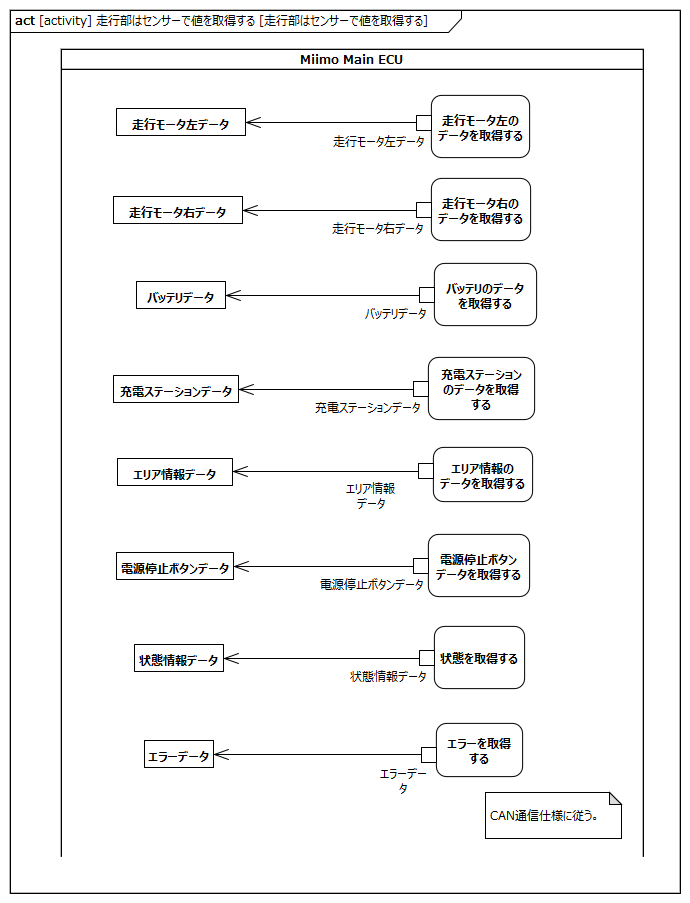 act [activity] 走行部はセンサーで値を取得する [走行部はセンサーで値を取得する]
Miimo Main ECU
走行モータ左データ
走行モータ左データ
走行モータ左の
データを取得する
走行モータ右データ
走行モータ右データ
走行モータ右の
データを取得する
バッテリデータ
バッテリデータ
バッテリのデータ
を取得する
充電ステーションデータ
充電ステーションデータ
充電ステーション
のデータを取得
する
エリア情報データ
エリア情報
データ
エリア情報の
データを取得する
電源停止ボタンデータ
電源停止ボタンデータ
電源停止ボタン
データを取得する
状態情報データ
状態情報データ
状態を取得する
エラーデータ
エラーデー
タ
エラーを取得
する
CAN通信仕様に従う。